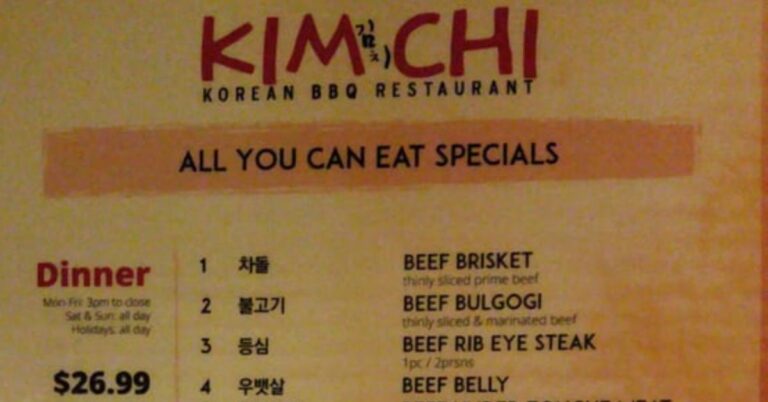 KIM 김치 CHI
KOREAN BBQ RESTAURANT
ALL YOU CAN EAT SPECIALS
Dinner
Mon-Fri: 3pm to close
Sat & Sun: all day
Holidays: all day
$26.99
1 차돌 BEEF BRISKET
thinly sliced prime beef
2 불고기 BEEF BULGOGI
thinly sliced & marinated beef
3 등심 BEEF RIB EYE STEAK
1pc / 2prsns
4 우뱃살 BEEF BELLY